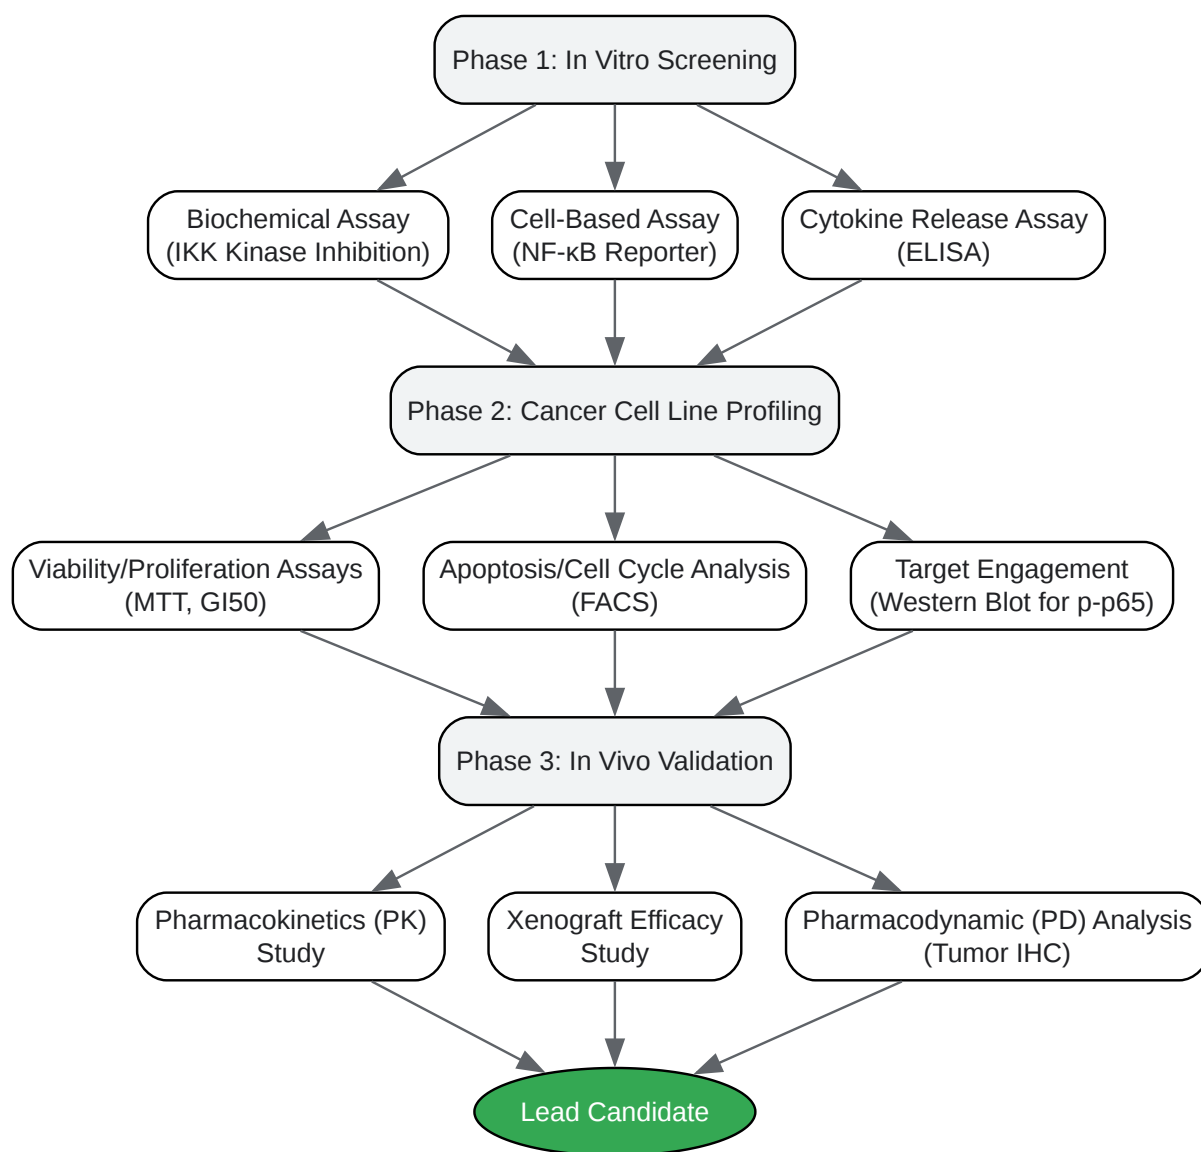 Phase 1: In Vitro Screening
Biochemical Assay
(IKK Kinase Inhibition)
Cell-Based Assay
(NF-κB Reporter)
Cytokine Release Assay
(ELISA)
Phase 2: Cancer Cell Line Profiling
Viability/Proliferation Assays
(MTT, GI50)
Apoptosis/Cell Cycle Analysis
(FACS)
Target Engagement
(Western Blot for p-p65)
Phase 3: In Vivo Validation
Pharmacokinetics (PK)
Study
Xenograft Efficacy
Study
Pharmacodynamic (PD) Analysis
(Tumor IHC)
Lead Candidate